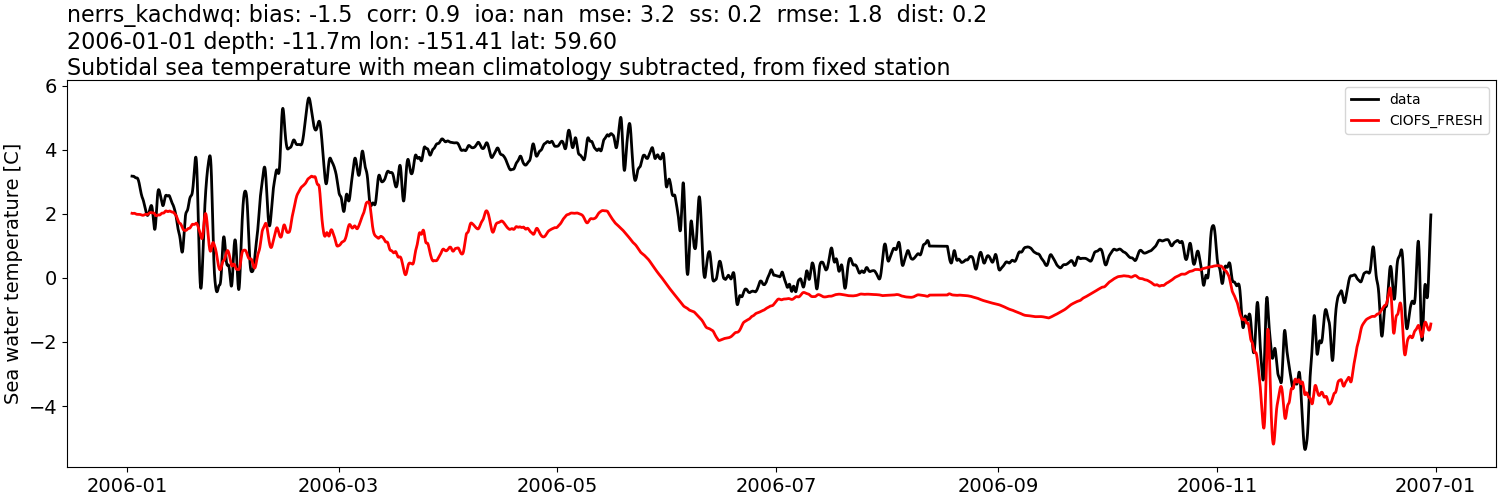 nerrs_kachdwq: bias: -1.5  corr: 0.9  ioa: nan  mse: 3.2  ss: 0.2  rmse: 1.8  dist: 0.2
2006-01-01 depth: -11.7m lon: -151.41 lat: 59.60
Subtidal sea temperature with mean climatology subtracted, from fixed station
data
CIOFS_FRESH
Sea water temperature [C]
6
4
2
0
−2
−4
2006-01
2006-03
2006-05
2006-07
2006-09
2006-11
2007-01